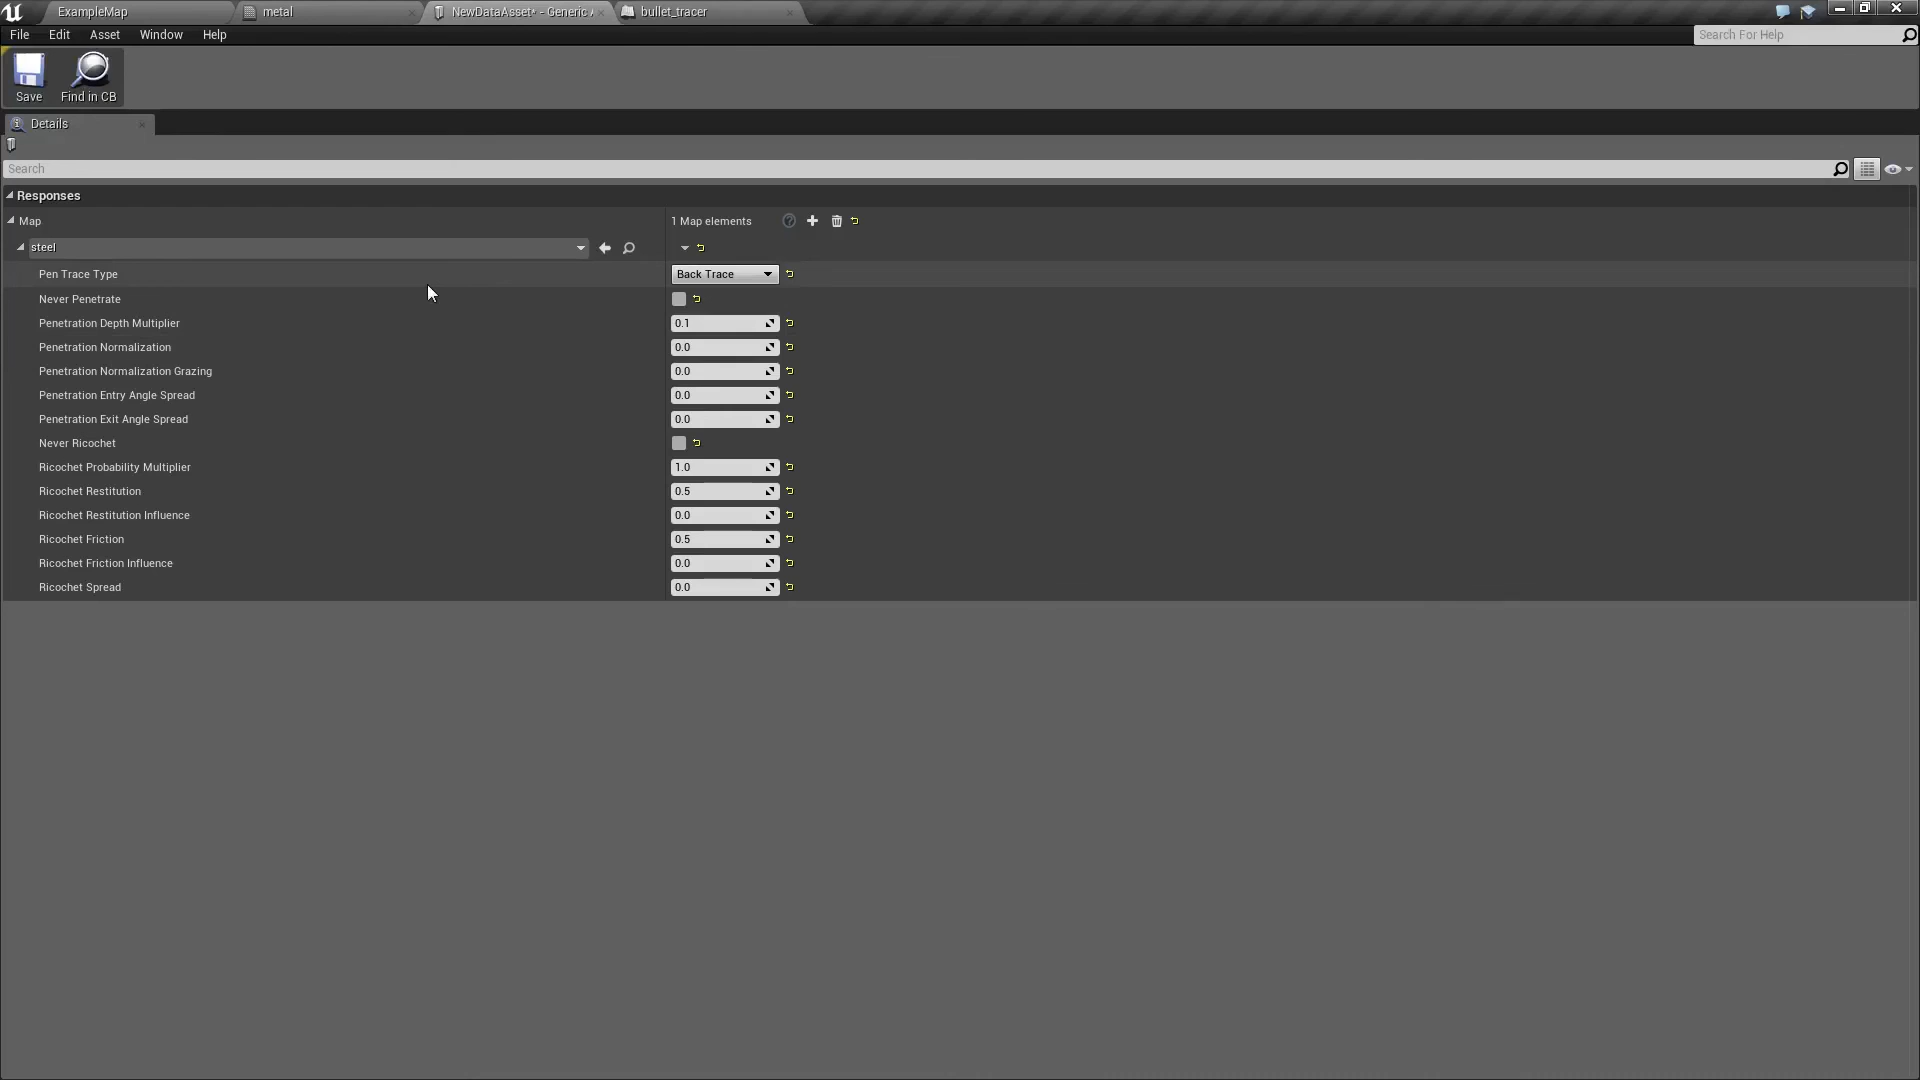 ExampleMap
metal
NewDataAsset* - Generic A
bullet_tracer
File Edit Asset Window Help
Search For Help
Save
Find in CB
Details
Search
Responses
Map
1 Map elements
steel
Pen Trace Type
Back Trace
Never Penetrate
Penetration Depth Multiplier
0.1
Penetration Normalization
0.0
Penetration Normalization Grazing
0.0
Penetration Entry Angle Spread
0.0
Penetration Exit Angle Spread
0.0
Never Ricochet
Ricochet Probability Multiplier
1.0
Ricochet Restitution
0.5
Ricochet Restitution Influence
0.0
Ricochet Friction
0.5
Ricochet Friction Influence
0.0
Ricochet Spread
0.0